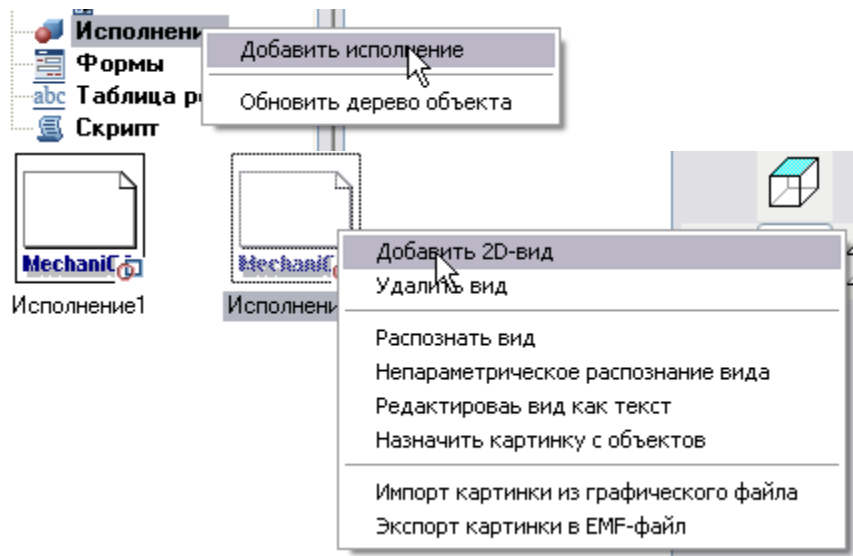 Исполнени
Добавить исполнение
Формы
abc Таблица р
Обновить дерево объекта
Скрипт
MechaniC
Mechanic
Исполнение1
Исполнени
Добавить 2D-вид
Удалить вид
Распознать вид
Непараметрическое распознание вида
Редактироваь вид как текст
Назначить картинку с объектов
Импорт картинки из графического файла
Экспорт картинки в EMF-файл